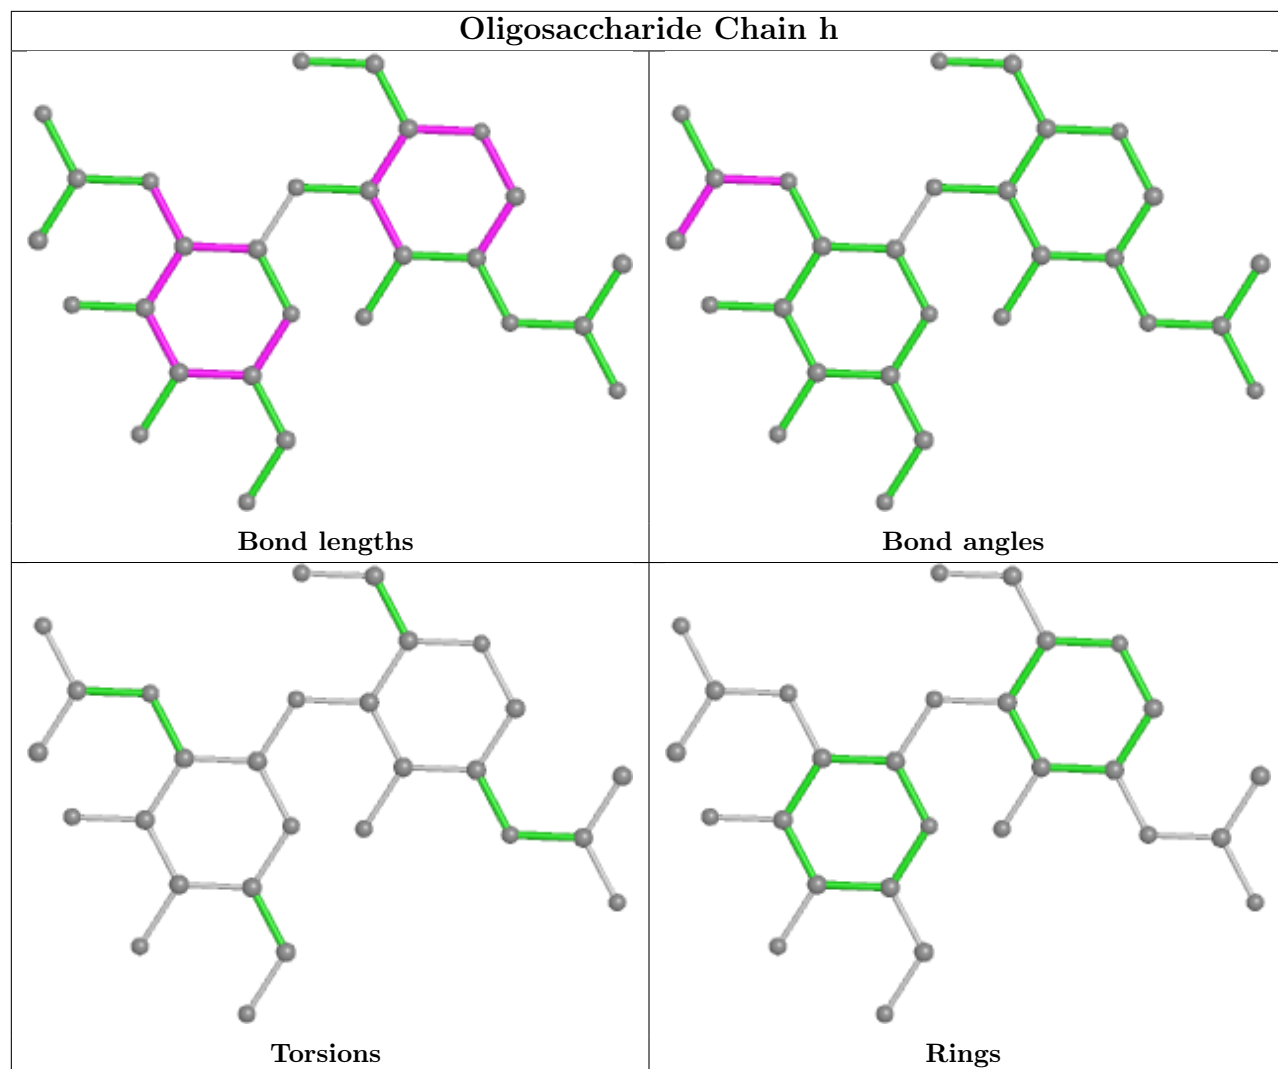 Oligosaccharide Chain h
Bond lengths
Bond angles
Torsions
Rings